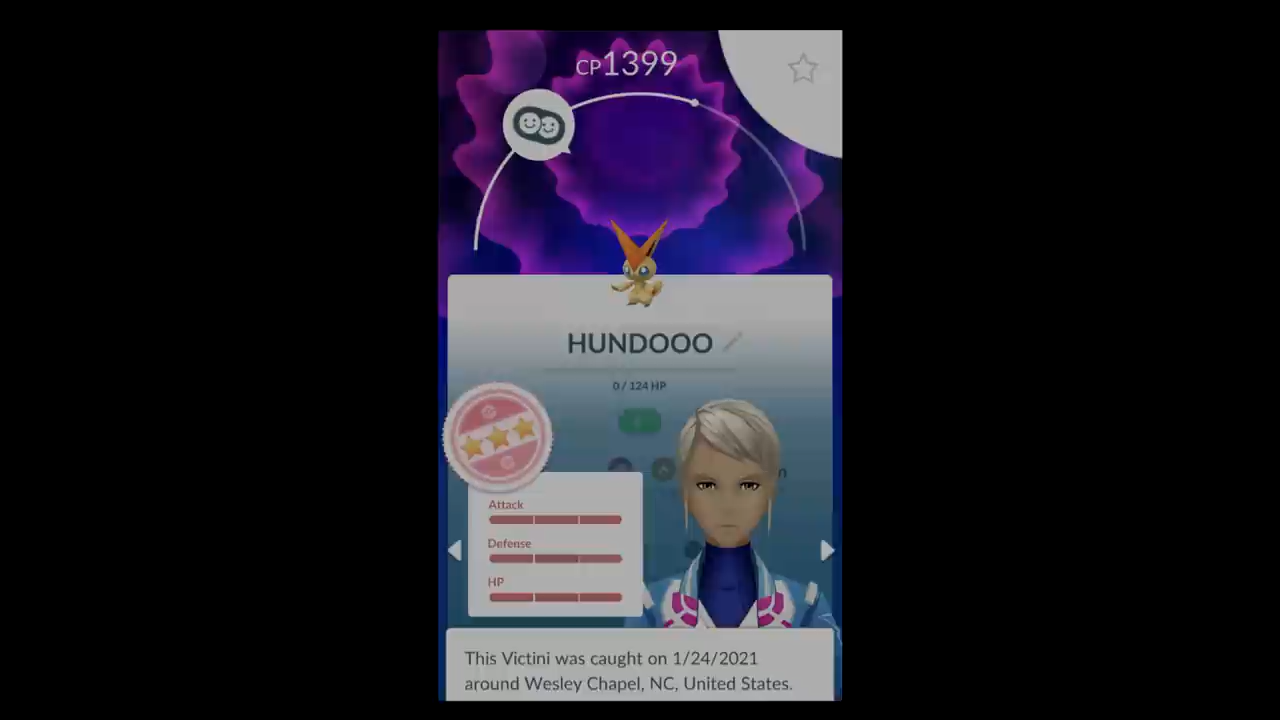 CP1399
HUNDOOO
0 / 124 HP
Attack
Defense
HP
This Victini was caught on 1/24/2021
around Wesley Chapel, NC, United States.